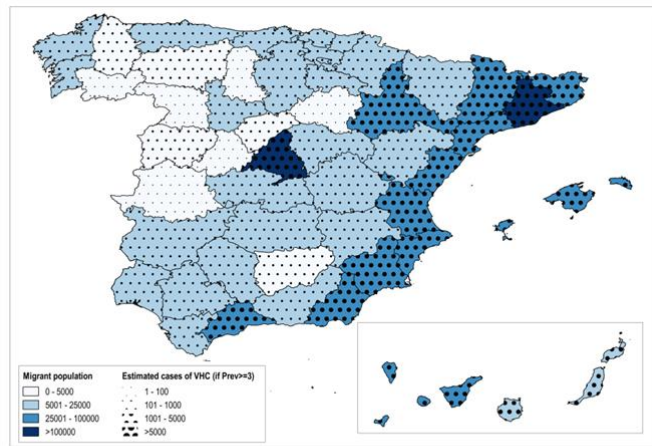 Migrant population
0 - 5000
5001 - 25000
25001 - 100000
>100000
Estimated cases of VHC (if Prev>=3)
1 - 100
101 - 1000
1001 - 5000
>5000